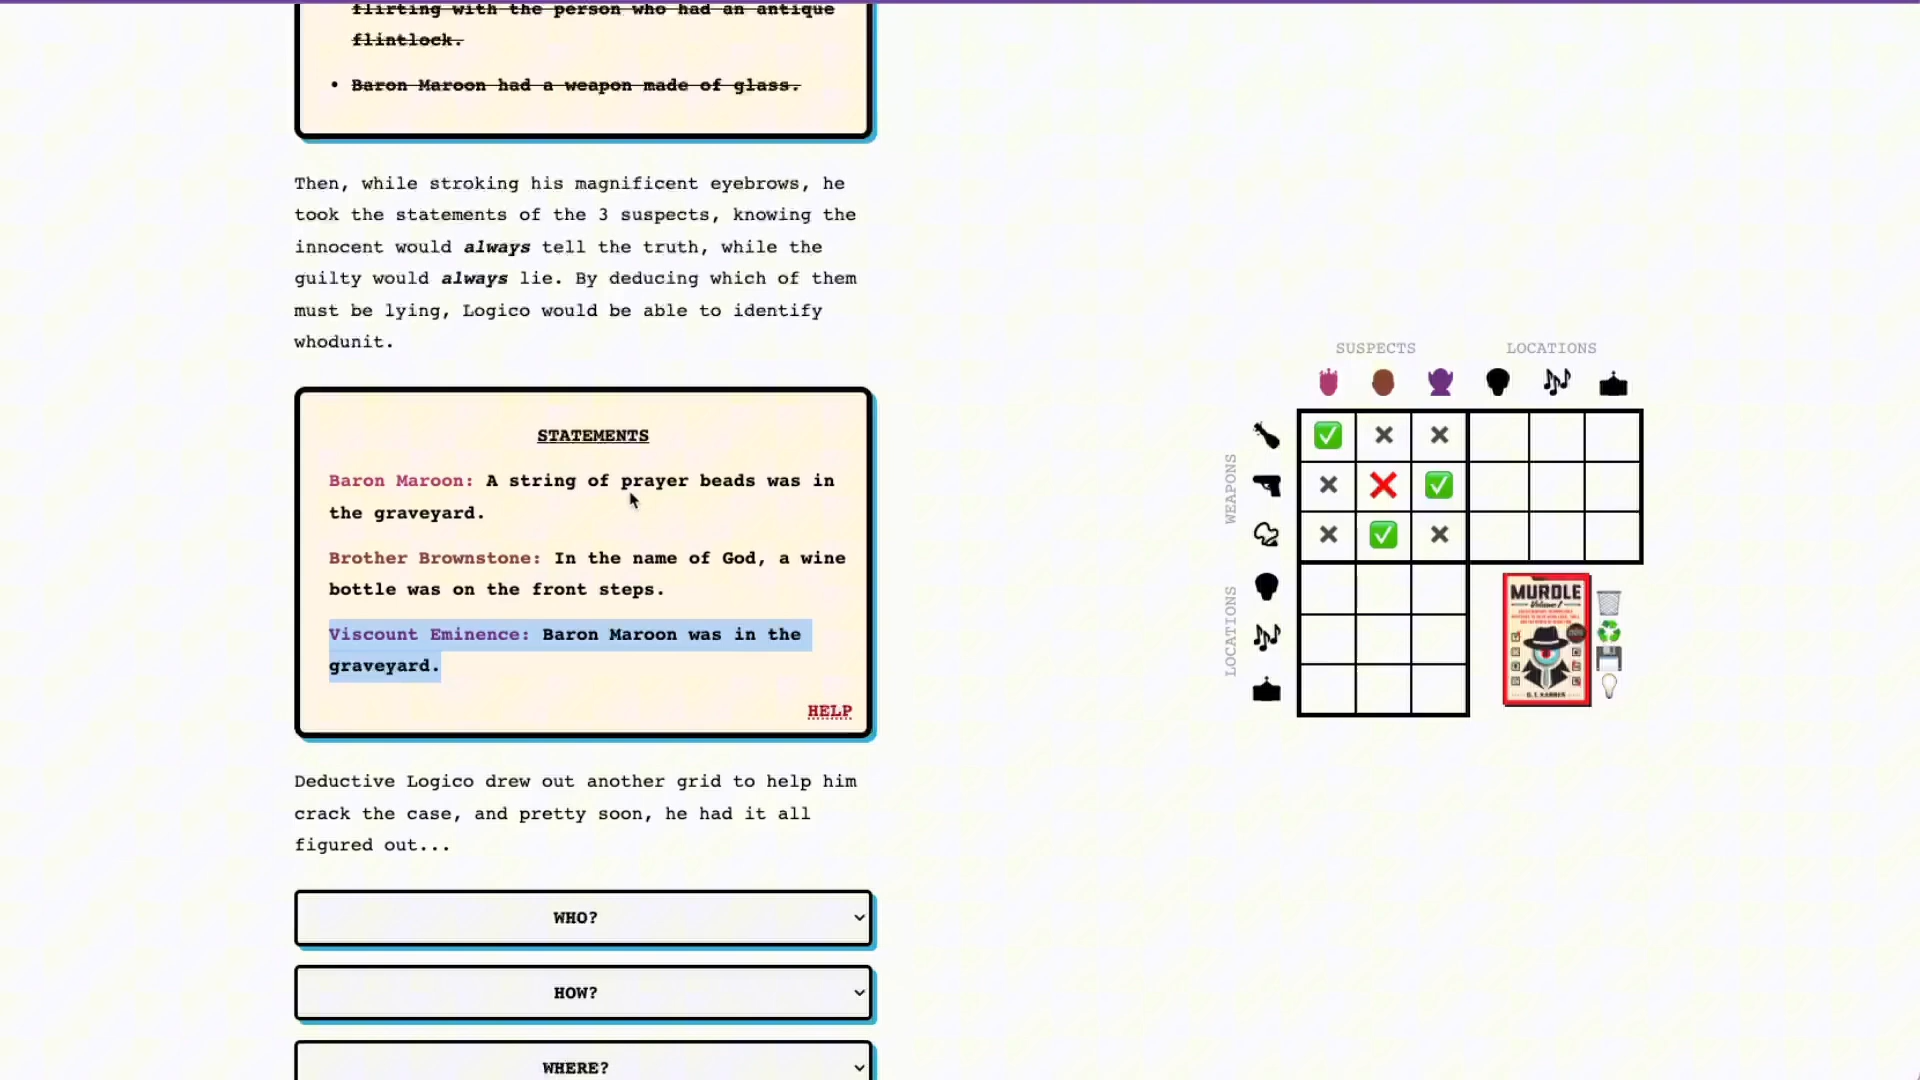 flirting with the person who had an antique
flintlock.
• Baron Maroon had a weapon made of glass.
Then, while stroking his magnificent eyebrows, he
took the statements of the 3 suspects, knowing the
innocent would always tell the truth, while the
guilty would always lie. By deducing which of them
must be lying, Logico would be able to identify
whodunit.
STATEMENTS
Baron Maroon: A string of prayer beads was in
the graveyard.
Brother Brownstone: In the name of God, a wine
bottle was on the front steps.
Viscount Eminence: Baron Maroon was in the
graveyard.
HELP
Deductive Logico drew out another grid to help him
crack the case, and pretty soon, he had it all
figured out...
WHO?
HOW?
WHERE?
SUSPECTS
LOCATIONS
WEAPONS
LOCATIONS
MURDLE
Volume 1
G. T. KARBER